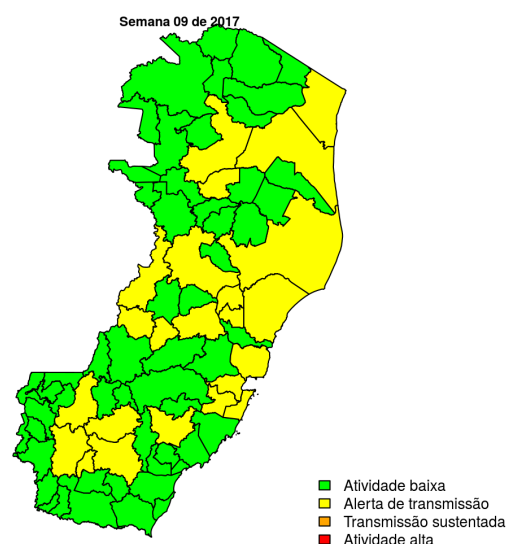 Semana 09 de 2017
Atividade baixa
Alerta de transmissão
Transmissão sustentada
Atividade alta